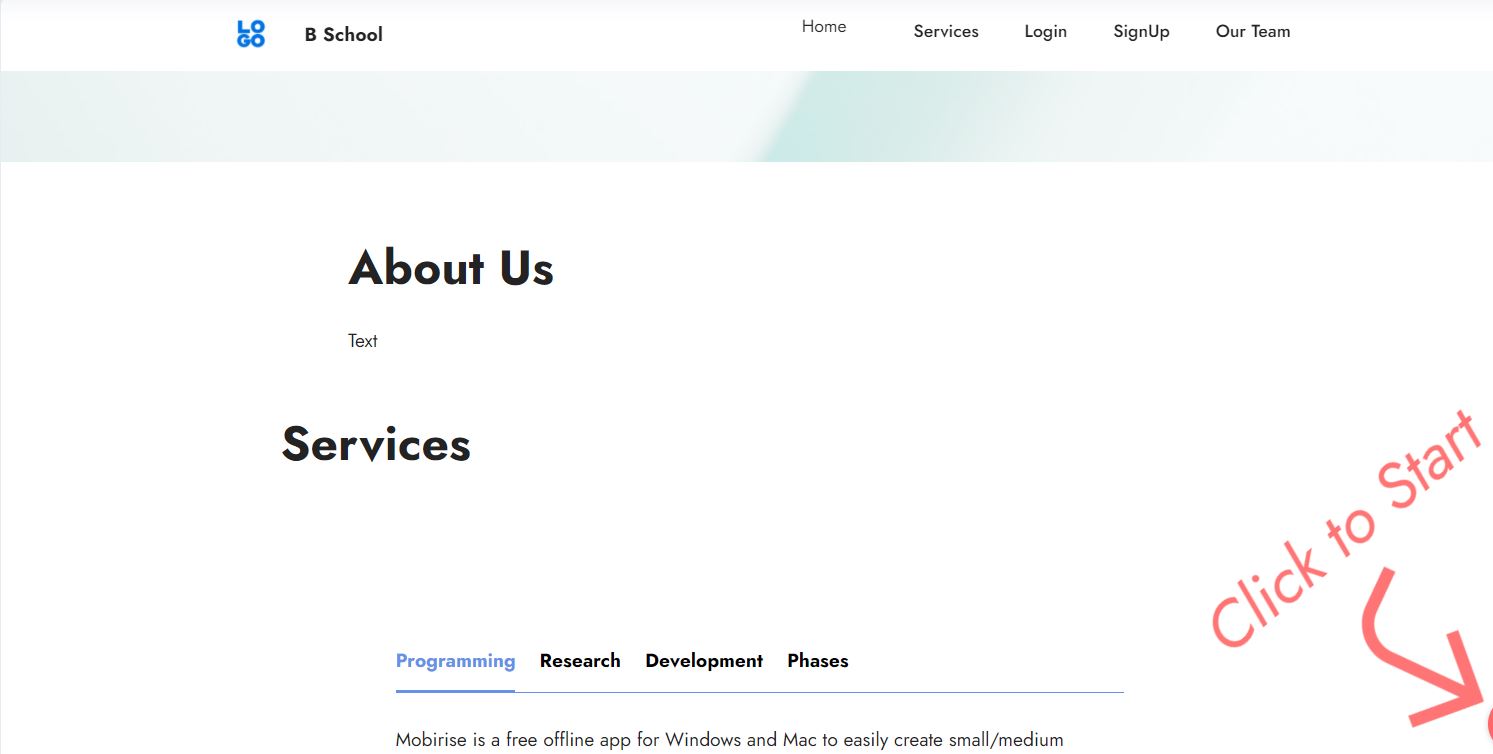 LO
GO
B School
Home
Services
Login
SignUp
Our Team
About Us
Text
Services
Click to Start
Programming
Research
Development
Phases
Mobirise is a free offline app for Windows and Mac to easily create small/medium